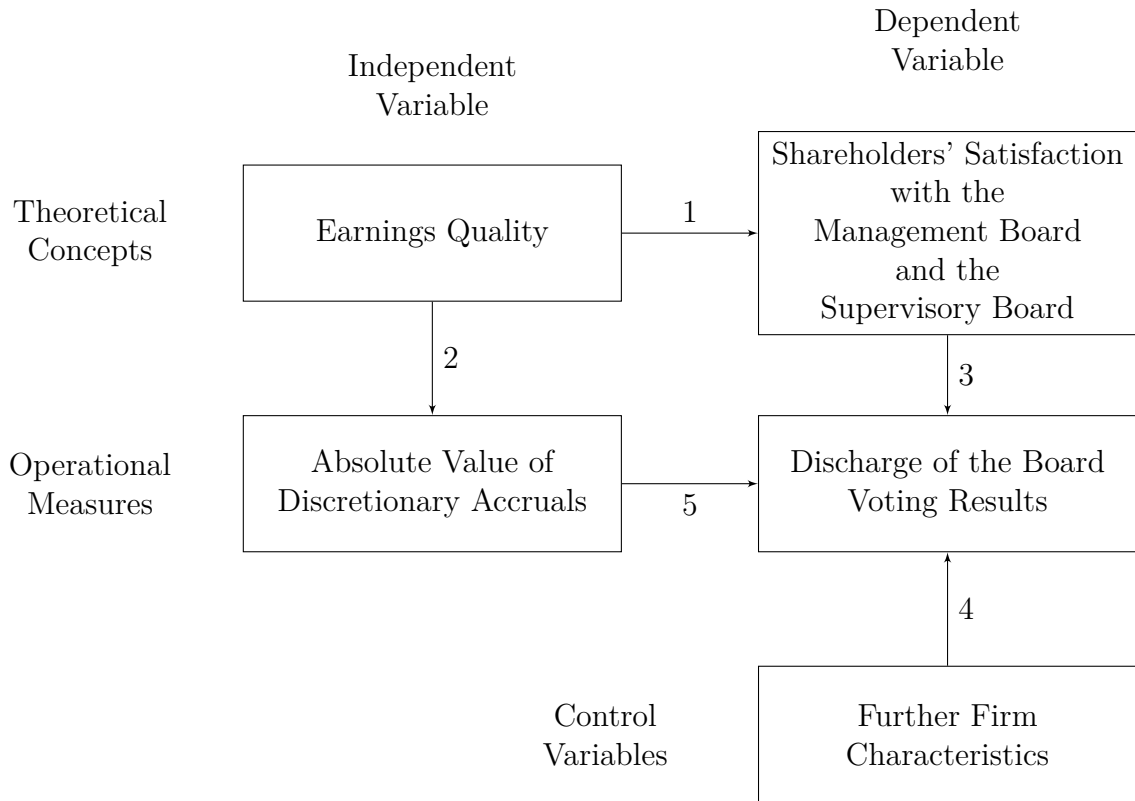 Dependent
Variable
Independent
Variable
Theoretical
Concepts
Earnings Quality
1
Shareholders’ Satisfaction
with the
Management Board
and the
Supervisory Board
2
3
Operational
Measures
Absolute Value of
Discretionary Accruals
5
Discharge of the Board
Voting Results
4
Control
Variables
Further Firm
Characteristics